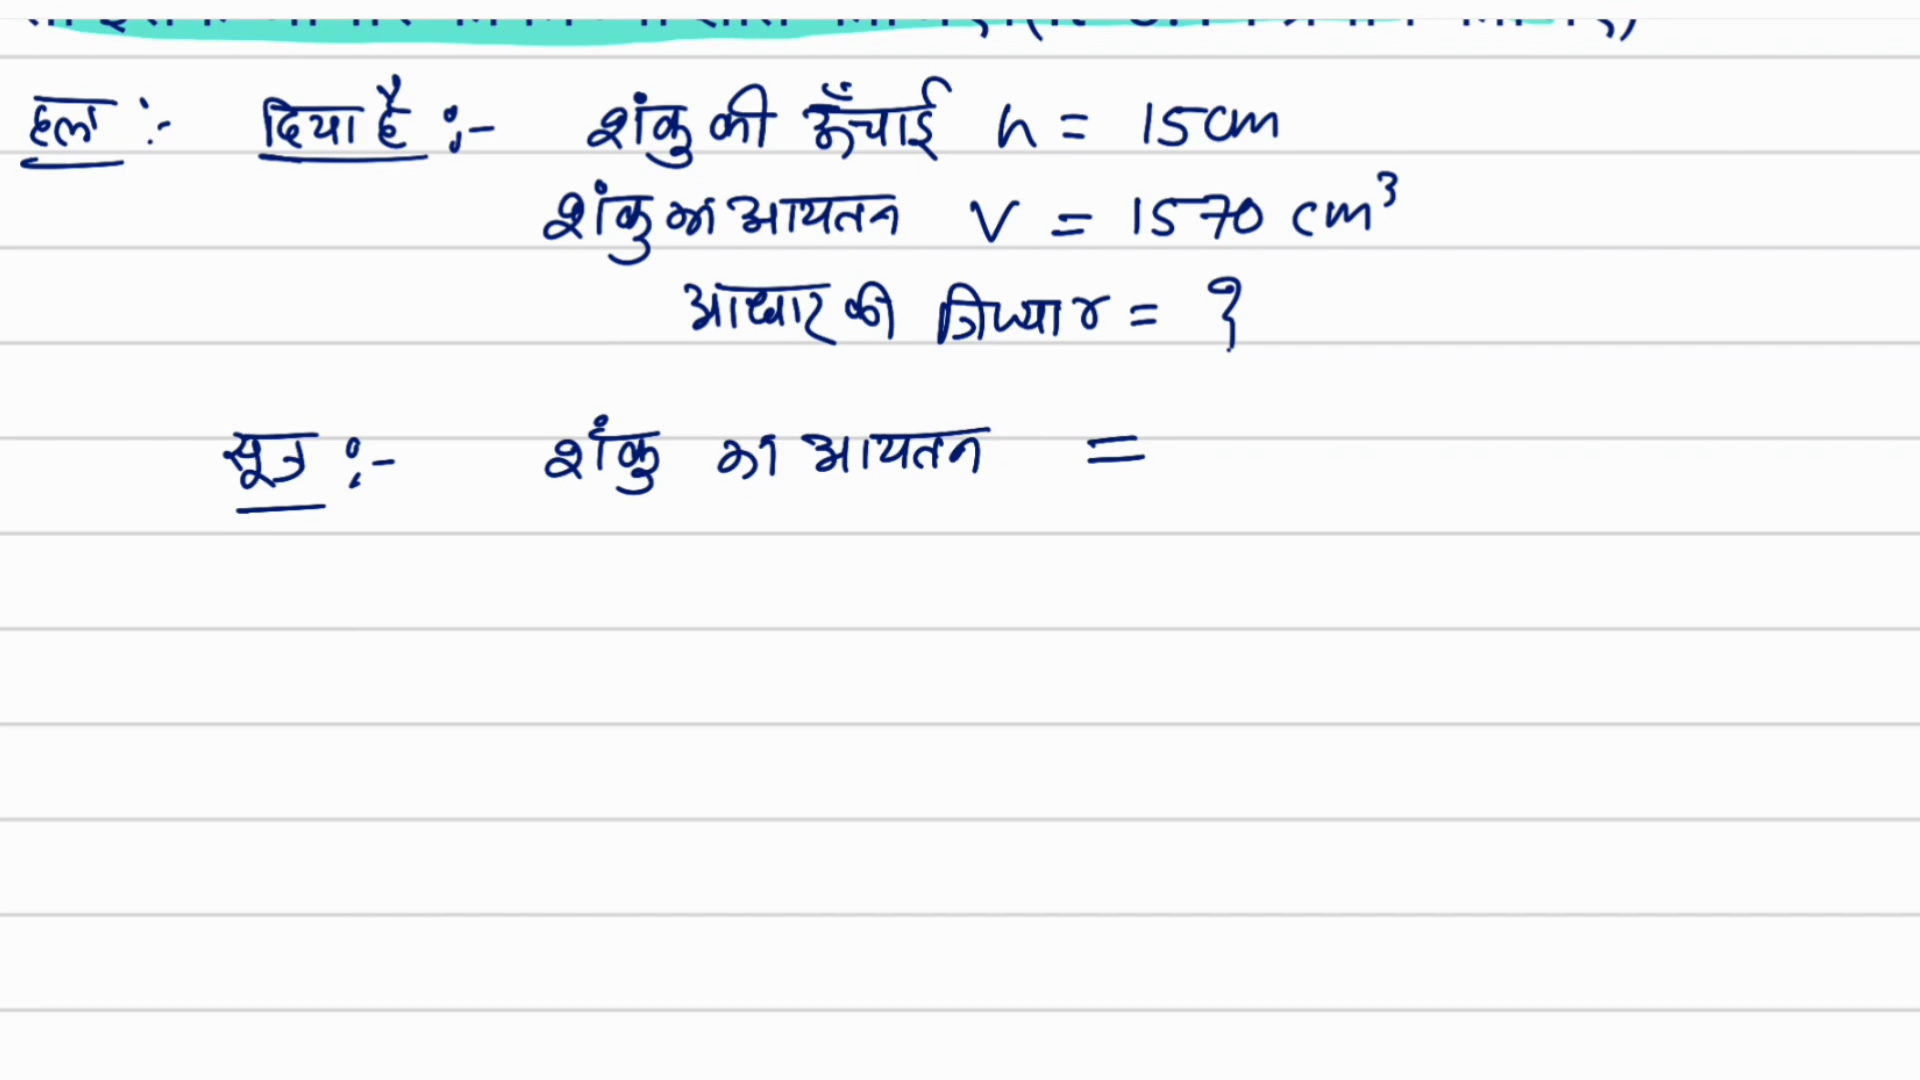 हल :- दिया है :- शंकु की ऊँचाई h = 15cm
शंकु का आयतन V = 1570 cm³
आधार की त्रिज्या r = ?
सूत्र :- शंकु का आयतन =